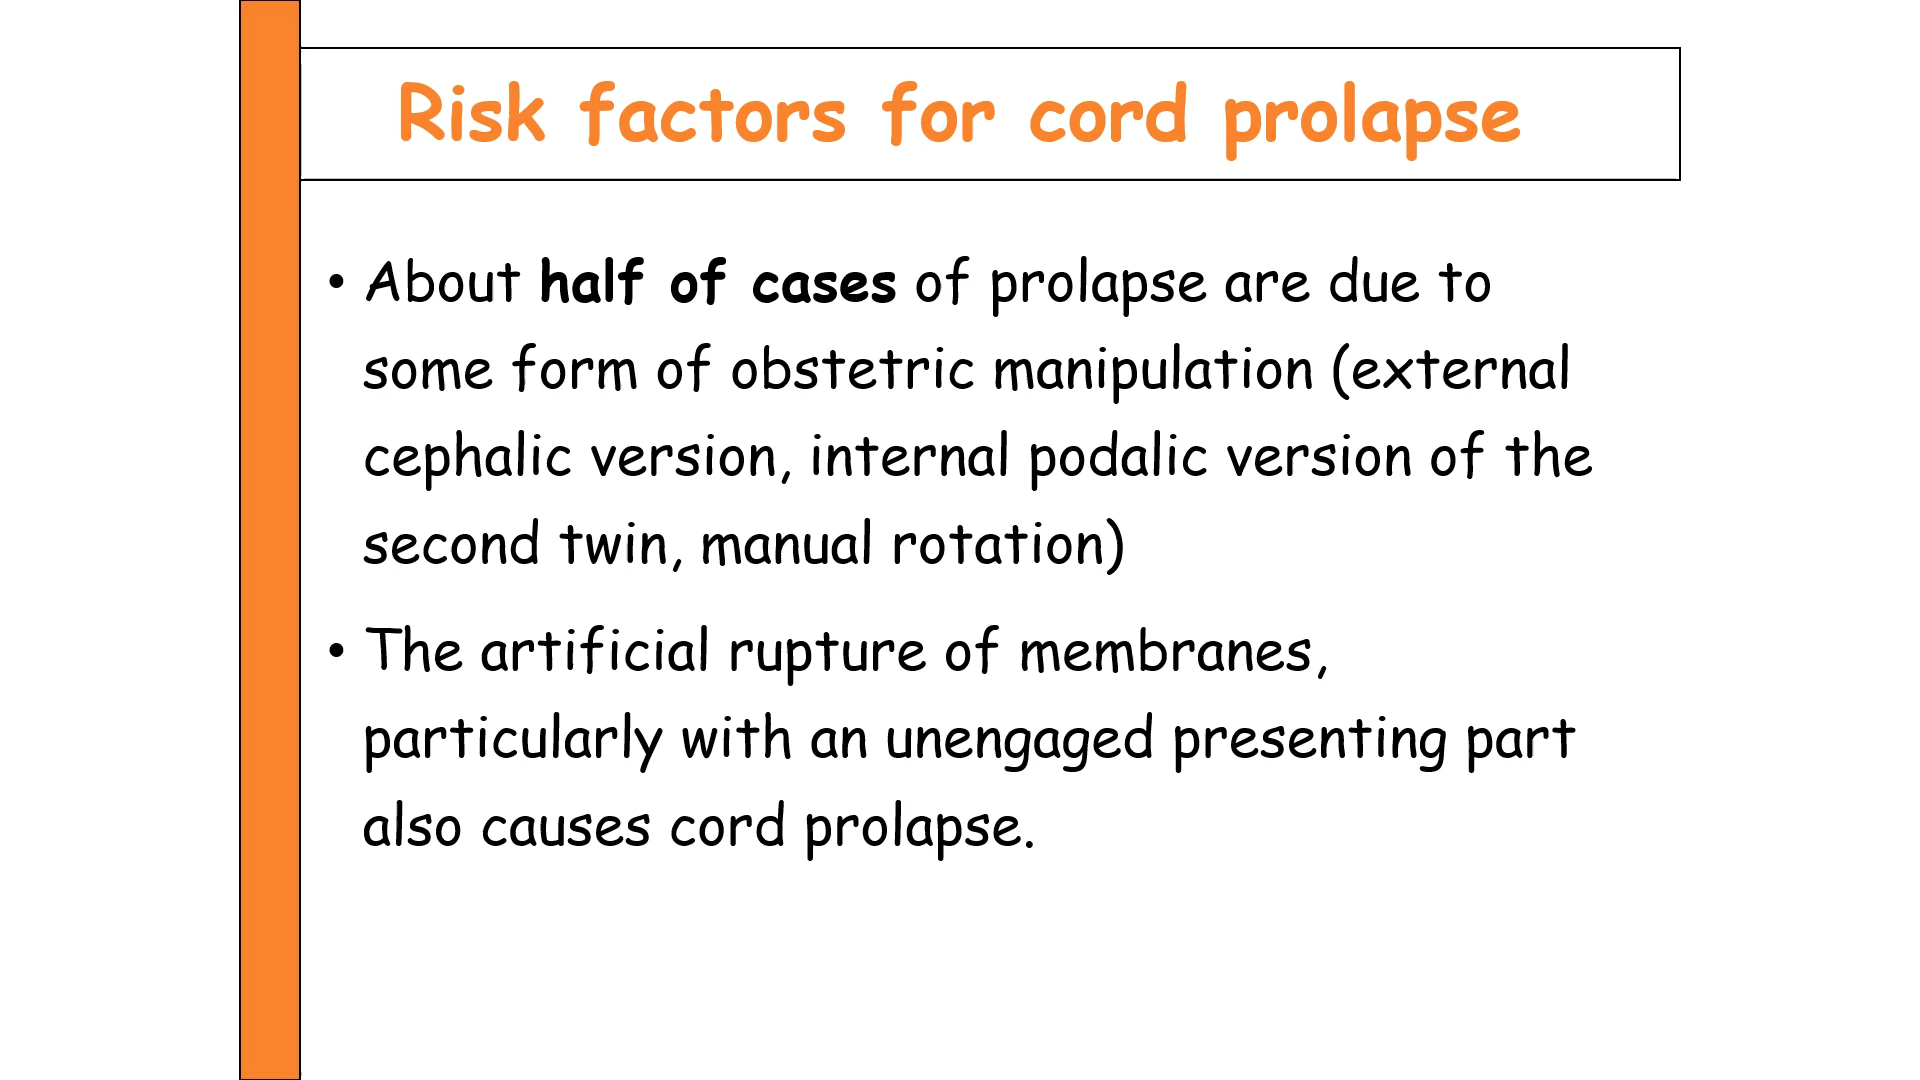 Risk factors for cord prolapse
• About half of cases of prolapse are due to
some form of obstetric manipulation (external
cephalic version, internal podalic version of the
second twin, manual rotation)
• The artificial rupture of membranes,
particularly with an unengaged presenting part
also causes cord prolapse.